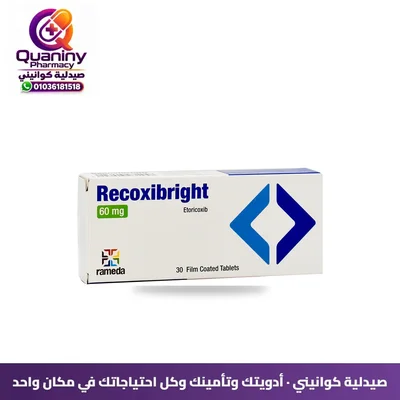 Quaniny
Pharmacy
صيدلية كوانيني
01036181518
Recoxibright
60 mg
Etoricoxib
rameda
30 Film Coated Tablets
صيدلية كوانيني - أدويتك وتأمينك وكل احتياجاتك في مكان واحد